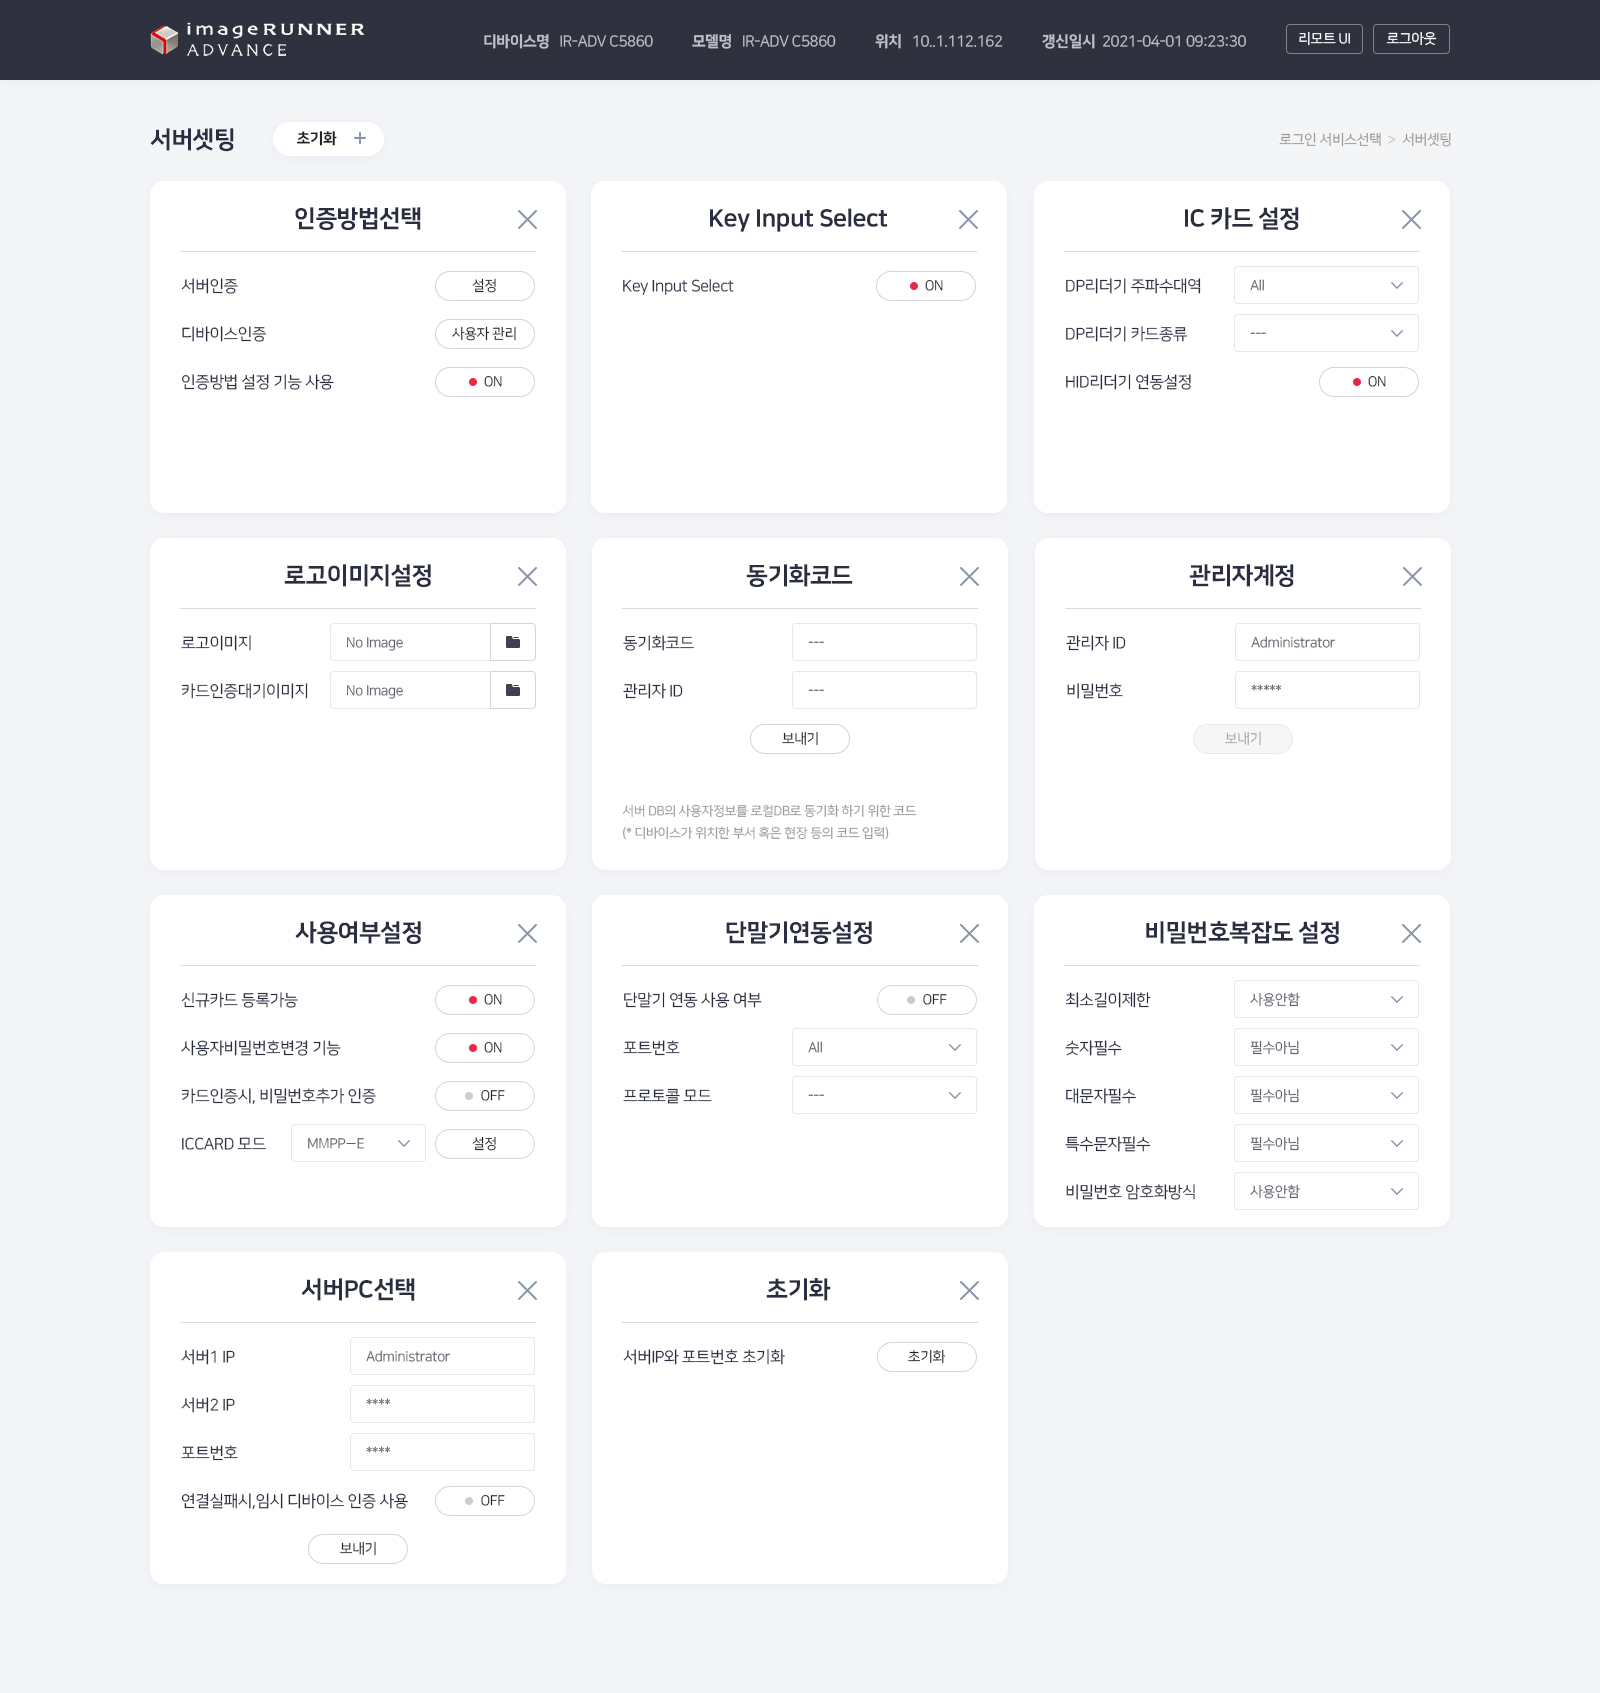 imageRUNNER
ADVANCE
디바이스명 IR-ADV C5860 모델명 IR-ADV C5860 위치 10..1.112.162 갱신일시 2021-04-01 09:23:30 리모트 UI 로그아웃
서버셋팅 초기화 +
로그인 서비스선택 > 서버셋팅
인증방법선택
서버인증 설정
디바이스인증 사용자 관리
인증방법 설정 기능 사용 ON
Key Input Select
Key Input Select ON
IC 카드 설정
DP리더기 주파수대역 All
DP리더기 카드종류 ---
HID리더기 연동설정 ON
로고이미지설정
로고이미지 No Image
카드인증대기이미지 No Image
동기화코드
동기화코드 ---
관리자 ID ---
보내기
서버 DB의 사용자정보를 로컬DB로 동기화 하기 위한 코드
(* 디바이스가 위치한 부서 혹은 현장 등의 코드 입력)
관리자계정
관리자 ID Administrator
비밀번호 *****
보내기
사용여부설정
신규카드 등록가능 ON
사용자비밀번호변경 기능 ON
카드인증시, 비밀번호추가 인증 OFF
ICCARD 모드 MMPP–E 설정
단말기연동설정
단말기 연동 사용 여부 OFF
포트번호 All
프로토콜 모드 ---
비밀번호복잡도 설정
최소길이제한 사용안함
숫자필수 필수아님
대문자필수 필수아님
특수문자필수 필수아님
비밀번호 암호화방식 사용안함
서버PC선택
서버1 IP Administrator
서버2 IP ****
포트번호 ****
연결실패시,임시 디바이스 인증 사용 OFF
보내기
초기화
서버IP와 포트번호 초기화 초기화